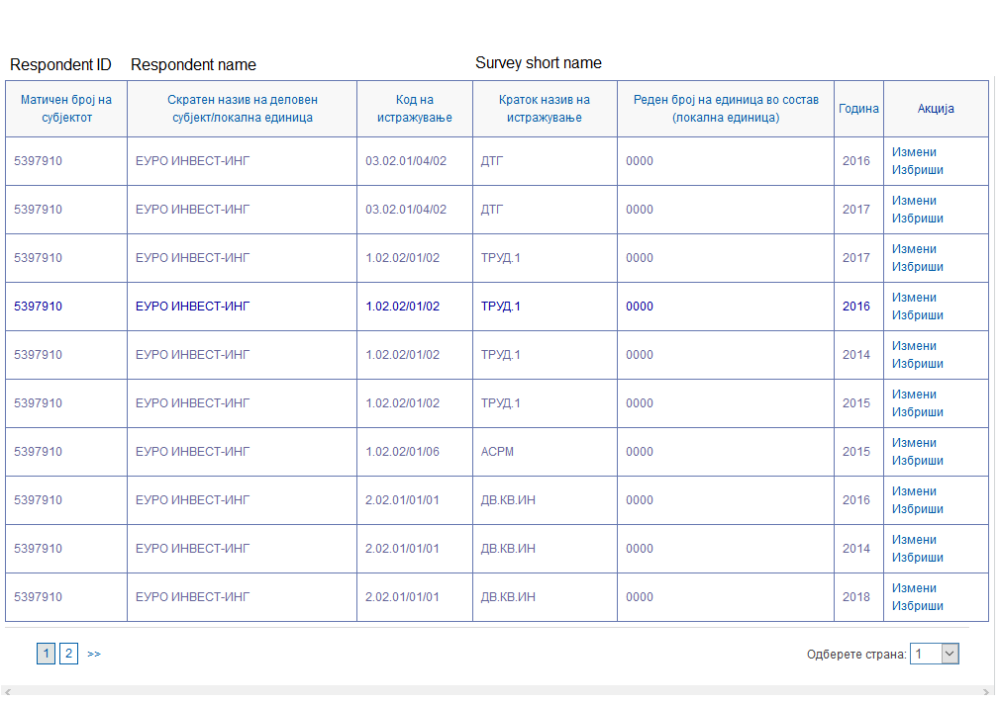 Respondent ID Respondent name Survey short name
Матичен број на субјектот Скратен назив на деловен субјект/локална единица Код на истражување Краток назив на истражување Реден број на единица во состав (локална единица) Година Акција
5397910 ЕУРО ИНВЕСТ-ИНГ 03.02.01/04/02 ДТГ 0000 2016 Измени
Избриши
5397910 ЕУРО ИНВЕСТ-ИНГ 03.02.01/04/02 ДТГ 0000 2017 Измени
Избриши
5397910 ЕУРО ИНВЕСТ-ИНГ 1.02.02/01/02 ТРУД.1 0000 2017 Измени
Избриши
5397910 ЕУРО ИНВЕСТ-ИНГ 1.02.02/01/02 ТРУД.1 0000 2016 Измени
Избриши
5397910 ЕУРО ИНВЕСТ-ИНГ 1.02.02/01/02 ТРУД.1 0000 2014 Измени
Избриши
5397910 ЕУРО ИНВЕСТ-ИНГ 1.02.02/01/02 ТРУД.1 0000 2015 Измени
Избриши
5397910 ЕУРО ИНВЕСТ-ИНГ 1.02.02/01/06 АСРМ 0000 2015 Измени
Избриши
5397910 ЕУРО ИНВЕСТ-ИНГ 2.02.01/01/01 ДВ.КВ.ИН 0000 2016 Измени
Избриши
5397910 ЕУРО ИНВЕСТ-ИНГ 2.02.01/01/01 ДВ.КВ.ИН 0000 2014 Измени
Избриши
5397910 ЕУРО ИНВЕСТ-ИНГ 2.02.01/01/01 ДВ.КВ.ИН 0000 2018 Измени
Избриши
1 2 >> Одберете страна: 1